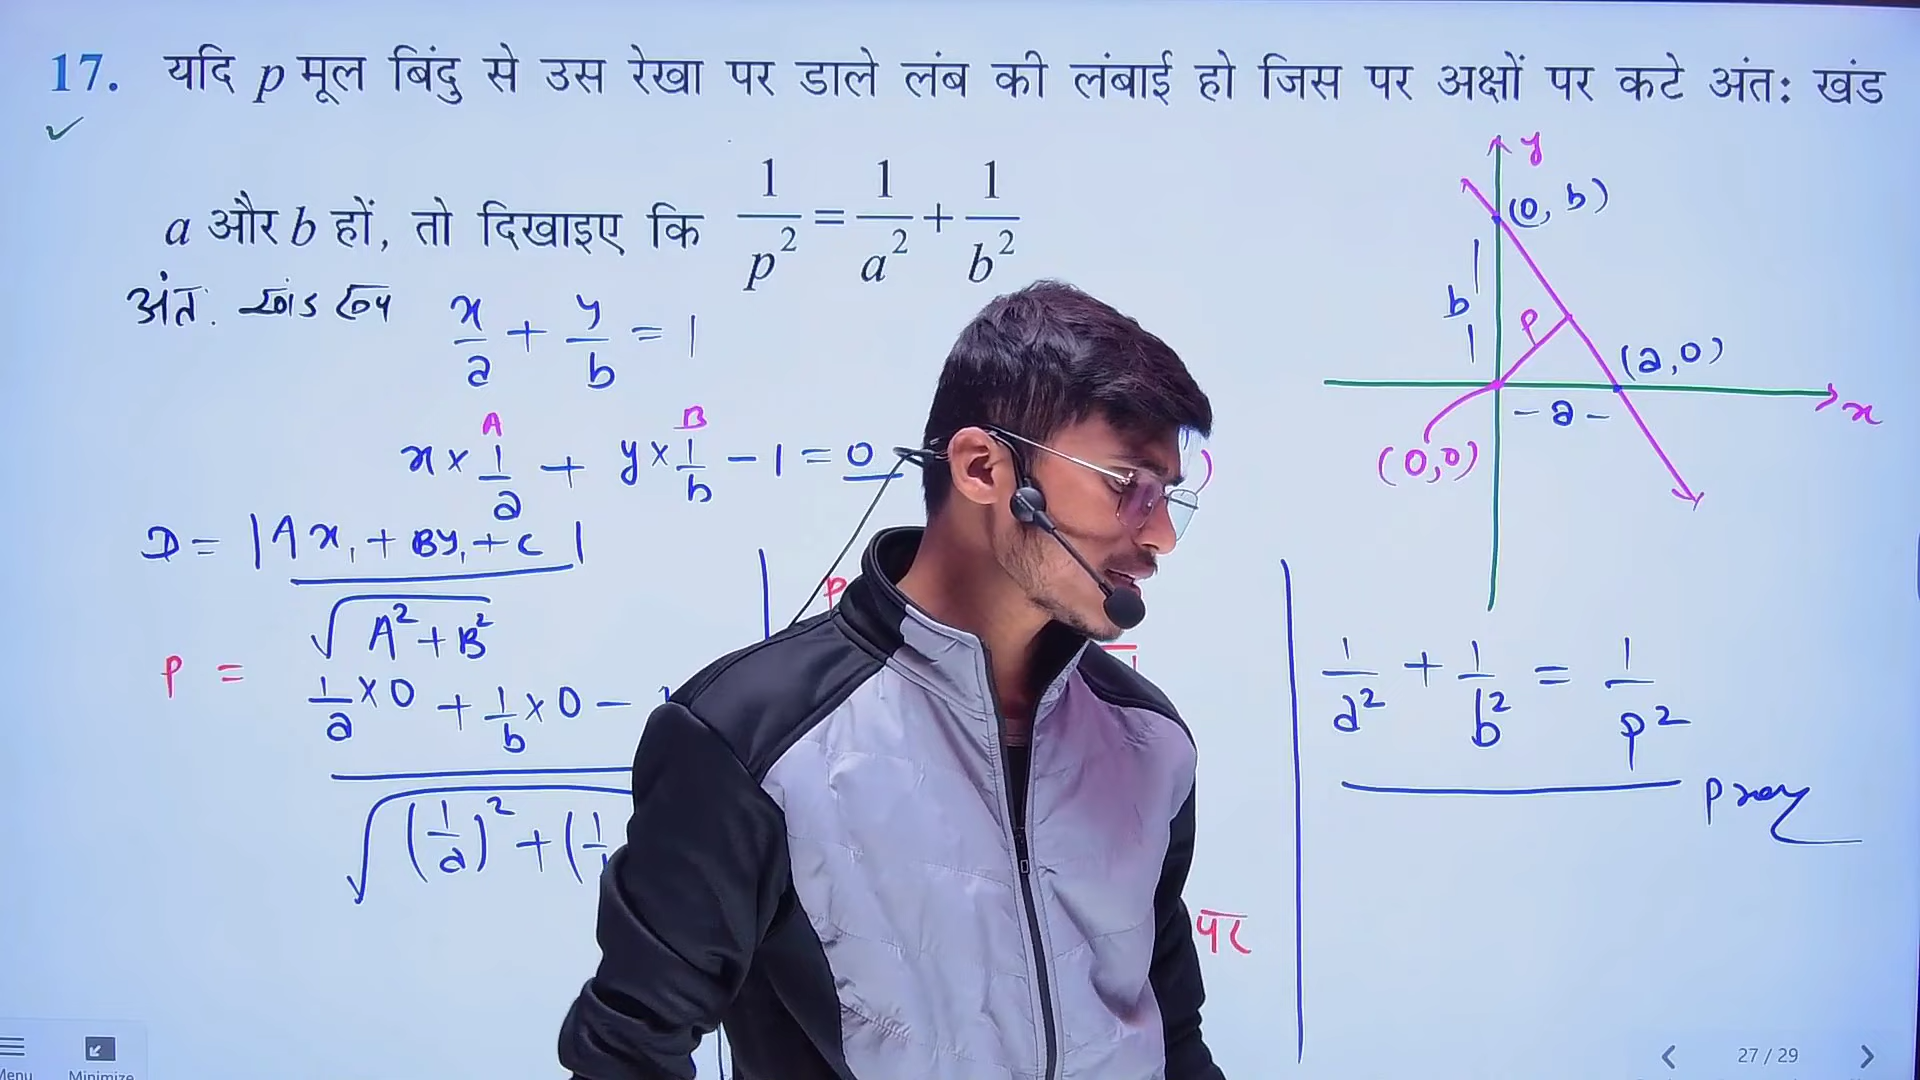 17. यदि p मूल बिंदु से उस रेखा पर डाले लंब की लंबाई हो जिस पर अक्षों पर कटे अंतः खंड
a और b हों, तो दिखाइए कि 1/p² = 1/a² + 1/b²
अंतः खंड रूप x/a + y/b = 1
A B
x × 1/a + y × 1/b − 1 = 0
D = |Ax₁ + By₁ + C| / √(A² + B²)
P = 1/a × 0 + 1/b × 0 −
√((1/a)² + (1/
P
)
पर
y
(0, b)
b
P
(a, 0)
- a -
x
(0,0)
1/a² + 1/b² = 1/p²
Menu
Minimize
27 / 29